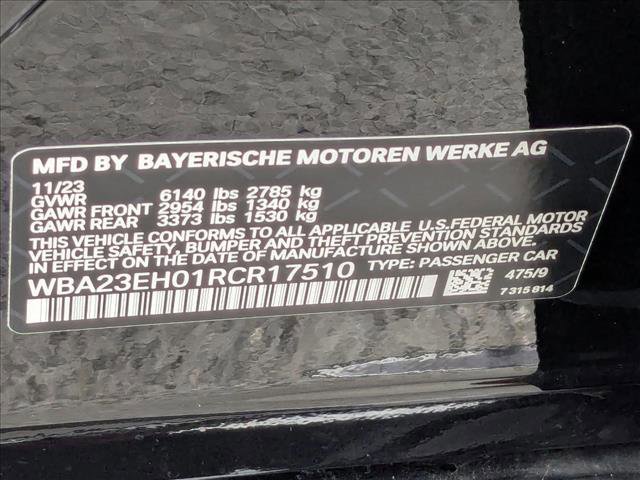 MFD BY BAYERISCHE MOTOREN WERKE AG
11/23
GVWR 6140 lbs 2785 kg
GAWR FRONT 2954 lbs 1340 kg
GAWR REAR 3373 lbs 1530 kg
THIS VEHICLE CONFORMS TO ALL APPLICABLE U.S.FEDERAL MOTOR
VEHICLE SAFETY, BUMPER AND THEFT PREVENTION STANDARDS
IN EFFECT ON THE DATE OF MANUFACTURE SHOWN ABOVE.
WBA23EH01RCR17510 TYPE: PASSENGER CAR
475/9
7 315 814